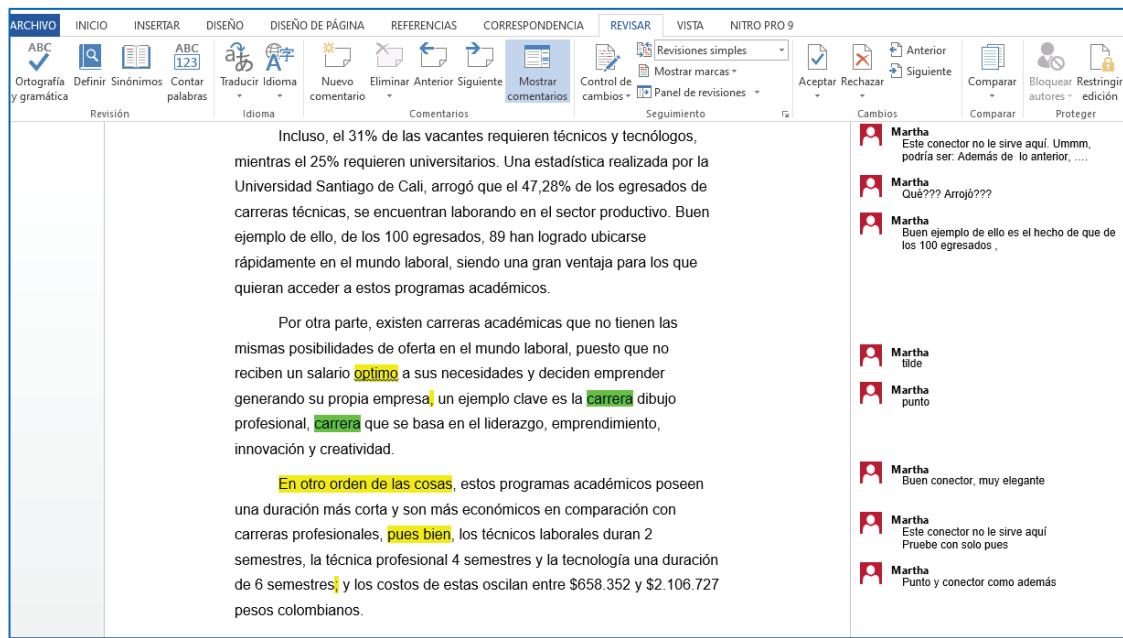 ARCHIVO INICIO INSERTAR DISEÑO DISEÑO DE PÁGINA REFERENCIAS CORRESPONDENCIA REVISAR VISTA NITRO PRO 9
ABC
Ortografía y gramática
Definir
Sinónimos
ABC 123
Contar palabras
Revisión
Traducir
Idioma
Idioma
Nuevo comentario
Eliminar
Anterior
Siguiente
Mostrar comentarios
Comentarios
Control de cambios
Revisiones simples
Mostrar marcas
Panel de revisiones
Seguimiento
Aceptar
Rechazar
Anterior
Siguiente
Cambios
Comparar
Comparar
Bloquear autores
Restringir edición
Proteger
Incluso, el 31% de las vacantes requieren técnicos y tecnólogos,
mientras el 25% requieren universitarios. Una estadística realizada por la
Universidad Santiago de Cali, arrogó que el 47,28% de los egresados de
carreras técnicas, se encuentran laborando en el sector productivo. Buen
ejemplo de ello, de los 100 egresados, 89 han logrado ubicarse
rápidamente en el mundo laboral, siendo una gran ventaja para los que
quieran acceder a estos programas académicos.
Por otra parte, existen carreras académicas que no tienen las
mismas posibilidades de oferta en el mundo laboral, puesto que no
reciben un salario optimo a sus necesidades y deciden emprender
generando su propia empresa, un ejemplo clave es la carrera dibujo
profesional, carrera que se basa en el liderazgo, emprendimiento,
innovación y creatividad.
En otro orden de las cosas, estos programas académicos poseen
una duración más corta y son más económicos en comparación con
carreras profesionales, pues bien, los técnicos laborales duran 2
semestres, la técnica profesional 4 semestres y la tecnología una duración
de 6 semestres; y los costos de estas oscilan entre $658.352 y $2.106.727
pesos colombianos.
Martha
Este conector no le sirve aquí. Ummm,
podría ser: Además de lo anterior, ….
Martha
Qué??? Arrojó???
Martha
Buen ejemplo de ello es el hecho de que de
los 100 egresados ,
Martha
tilde
Martha
punto
Martha
Buen conector, muy elegante
Martha
Este conector no le sirve aquí
Pruebe con solo pues
Martha
Punto y conector como además